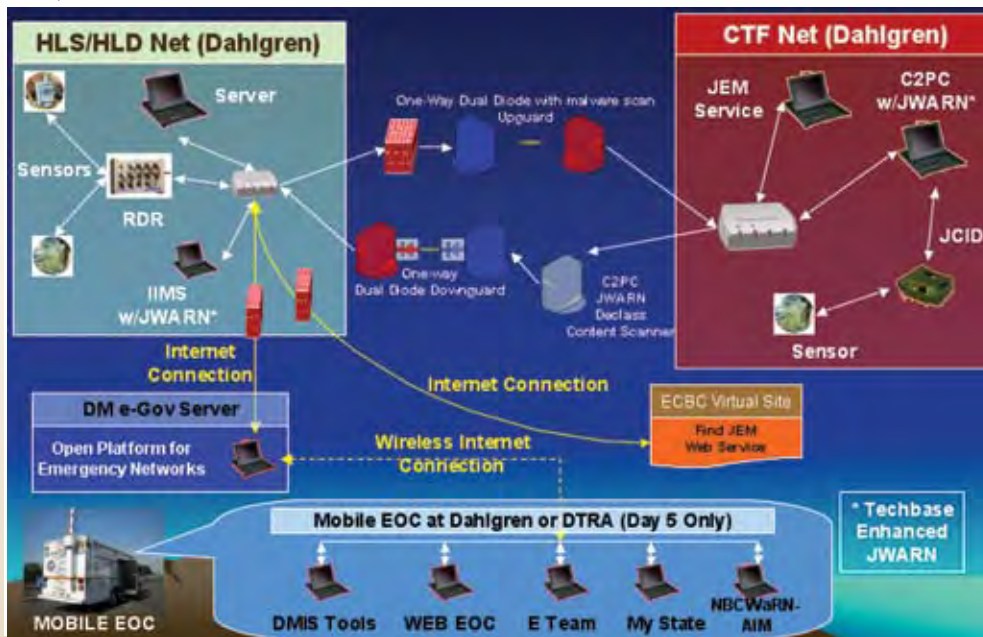 HLS/HLD Net (Dahlgren)
Server
Sensors
RDR
IIMS
w/JWARN*
One-Way Dual Diode with malware scan
Upguard
One-way
Dual Diode Downguard
C2PC
JWARN
Declass
Content Scanner
CTF Net (Dahlgren)
JEM
Service
C2PC
w/JWARN*
JCID
Sensor
Internet
Connection
Internet Connection
DM e-Gov Server
Open Platform for
Emergency Networks
Wireless Internet
Connection
ECBC Virtual Site
Find JEM
Web Service
Mobile EOC at Dahlgren or DTRA (Day 5 Only)
DMIS Tools
WEB EOC
E Team
My State
NBCWaRN-
AIM
MOBILE EOC
* Techbase
Enhanced
JWARN